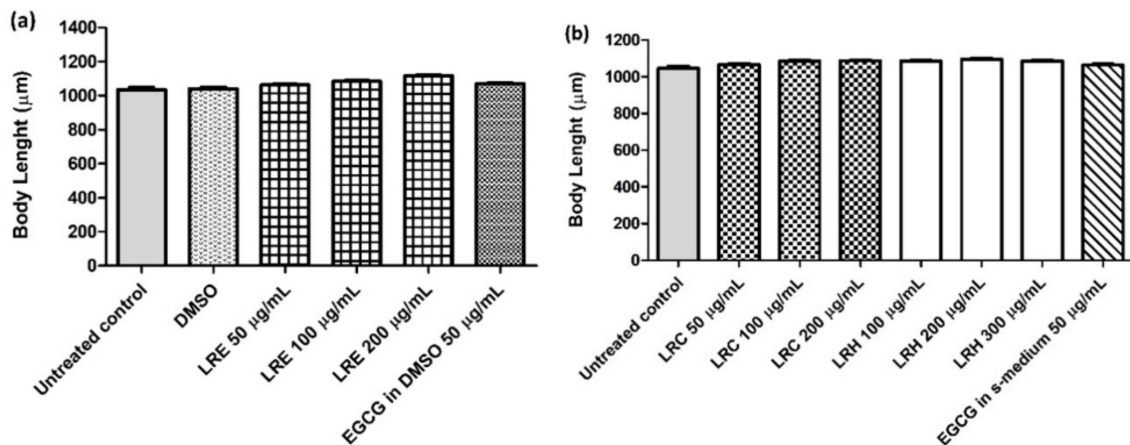 (a)
Body Lenght (μm)
1400
1200
1000
800
600
400
200
0
Untreated control
DMSO
LRE 50 μg/mL
LRE 100 μg/mL
LRE 200 μg/mL
EGCG in DMSO 50 μg/mL
(b)
Body Lenght (μm)
1200
1000
800
600
400
200
0
Untreated control
LRC 50 μg/mL
LRC 100 μg/mL
LRC 200 μg/mL
LRH 100 μg/mL
LRH 200 μg/mL
LRH 300 μg/mL
EGCG in s-medium 50 μg/mL